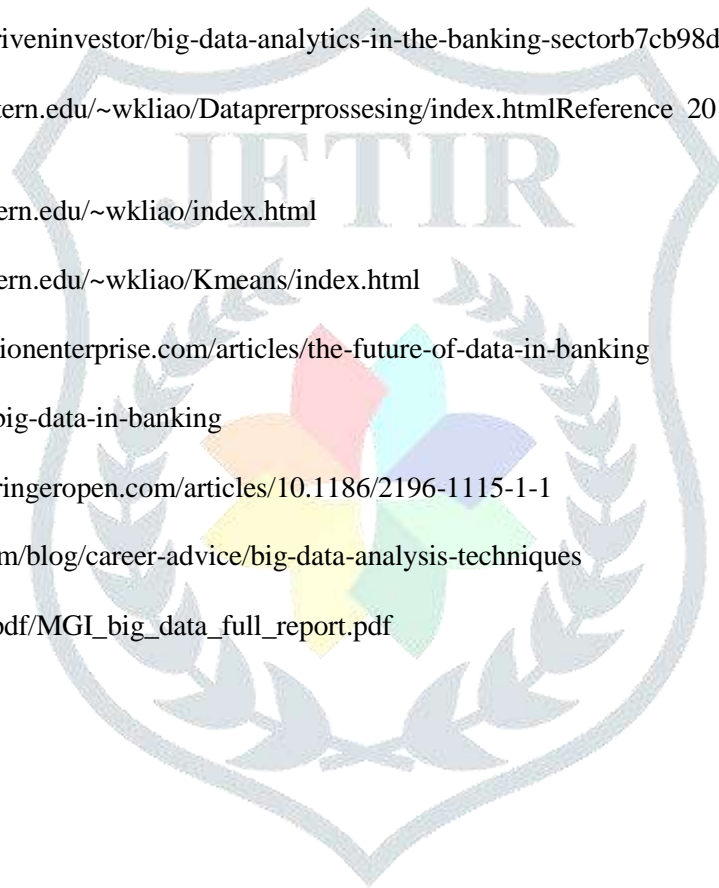 riveninvestor/big-data-analytics-in-the-banking-sectorb7cb98d
tern.edu/~wkliao/Dataprerprossesing/index.htmlReference 20
JETIR
ern.edu/~wkliao/index.html
ern.edu/~wkliao/Kmeans/index.html
ionenterprise.com/articles/the-future-of-data-in-banking
big-data-in-banking
ringeropen.com/articles/10.1186/2196-1115-1-1
m/blog/career-advice/big-data-analysis-techniques
pdf/MGI_big_data_full_report.pdf